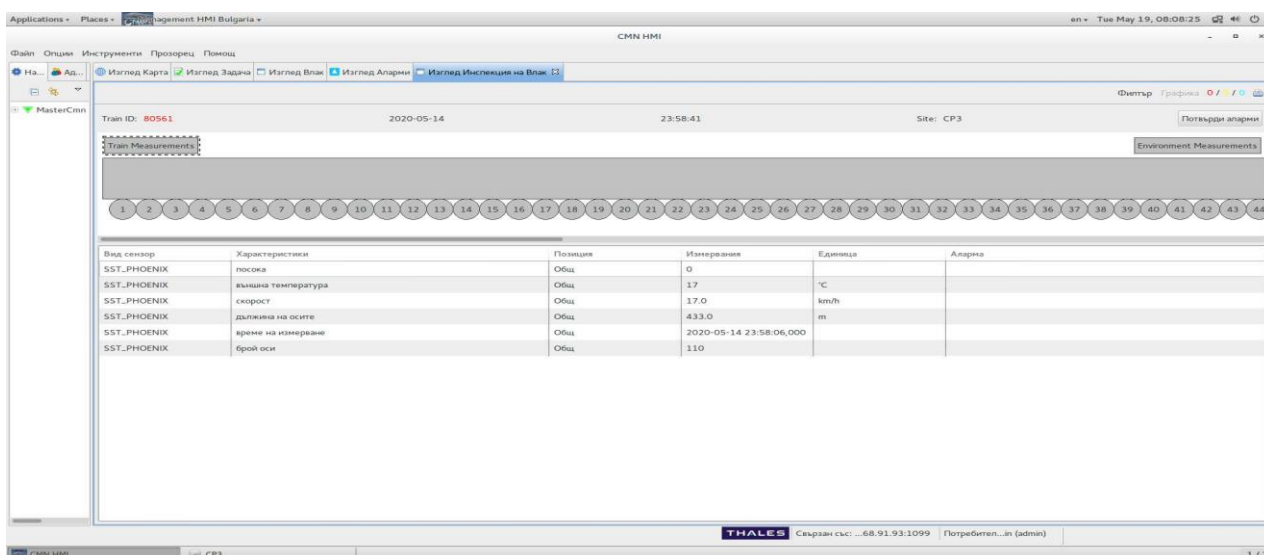 Applications Places nagement HMI Bulgaria en Tue May 19, 08:08:25
CMN HMI
Файл Опции Инструменти Прозорец Помощ
На... Ад... Изглед Карта Изглед Задача Изглед Влак Изглед Аларми Изглед Инспекция на Влак
Филтър Графика 0 / / 0
MasterCmn
Train ID: 80561 2020-05-14 23:58:41 Site: CP3 Потвърди аларми
Train Measurements Environment Measurements
1 2 3 4 5 6 7 8 9 10 11 12 13 14 15 16 17 18 19 20 21 22 23 24 25 26 27 28 29 30 31 32 33 34 35 36 37 38 39 40 41 42 43 44
Вид сензор Характеристики Позиция Измервания Единица Аларма
SST_PHOENIX посока Общ 0
SST_PHOENIX външна температура Общ 17 °C
SST_PHOENIX скорост Общ 17.0 km/h
SST_PHOENIX дължина на осите Общ 433.0 m
SST_PHOENIX време на измерване Общ 2020-05-14 23:58:06,000
SST_PHOENIX брой оси Общ 110
THALES Свързан със: ...68.91.93:1099 Потребител...in (admin)
CMN HMI CP3